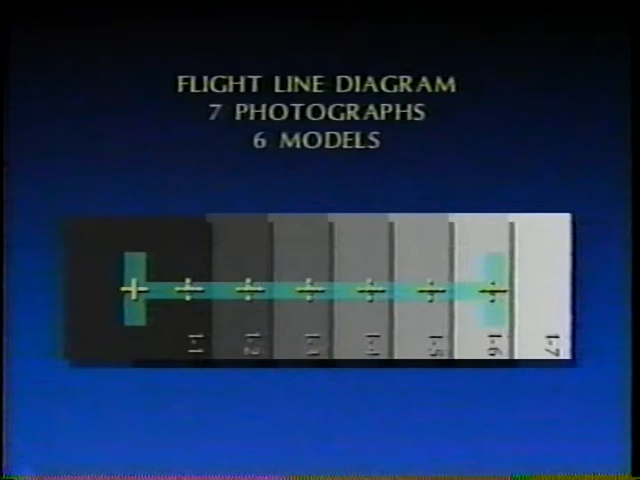 FLIGHT LINE DIAGRAM
7 PHOTOGRAPHS
6 MODELS
1-1
1-2
1-3
1-4
1-5
1-6
1-7